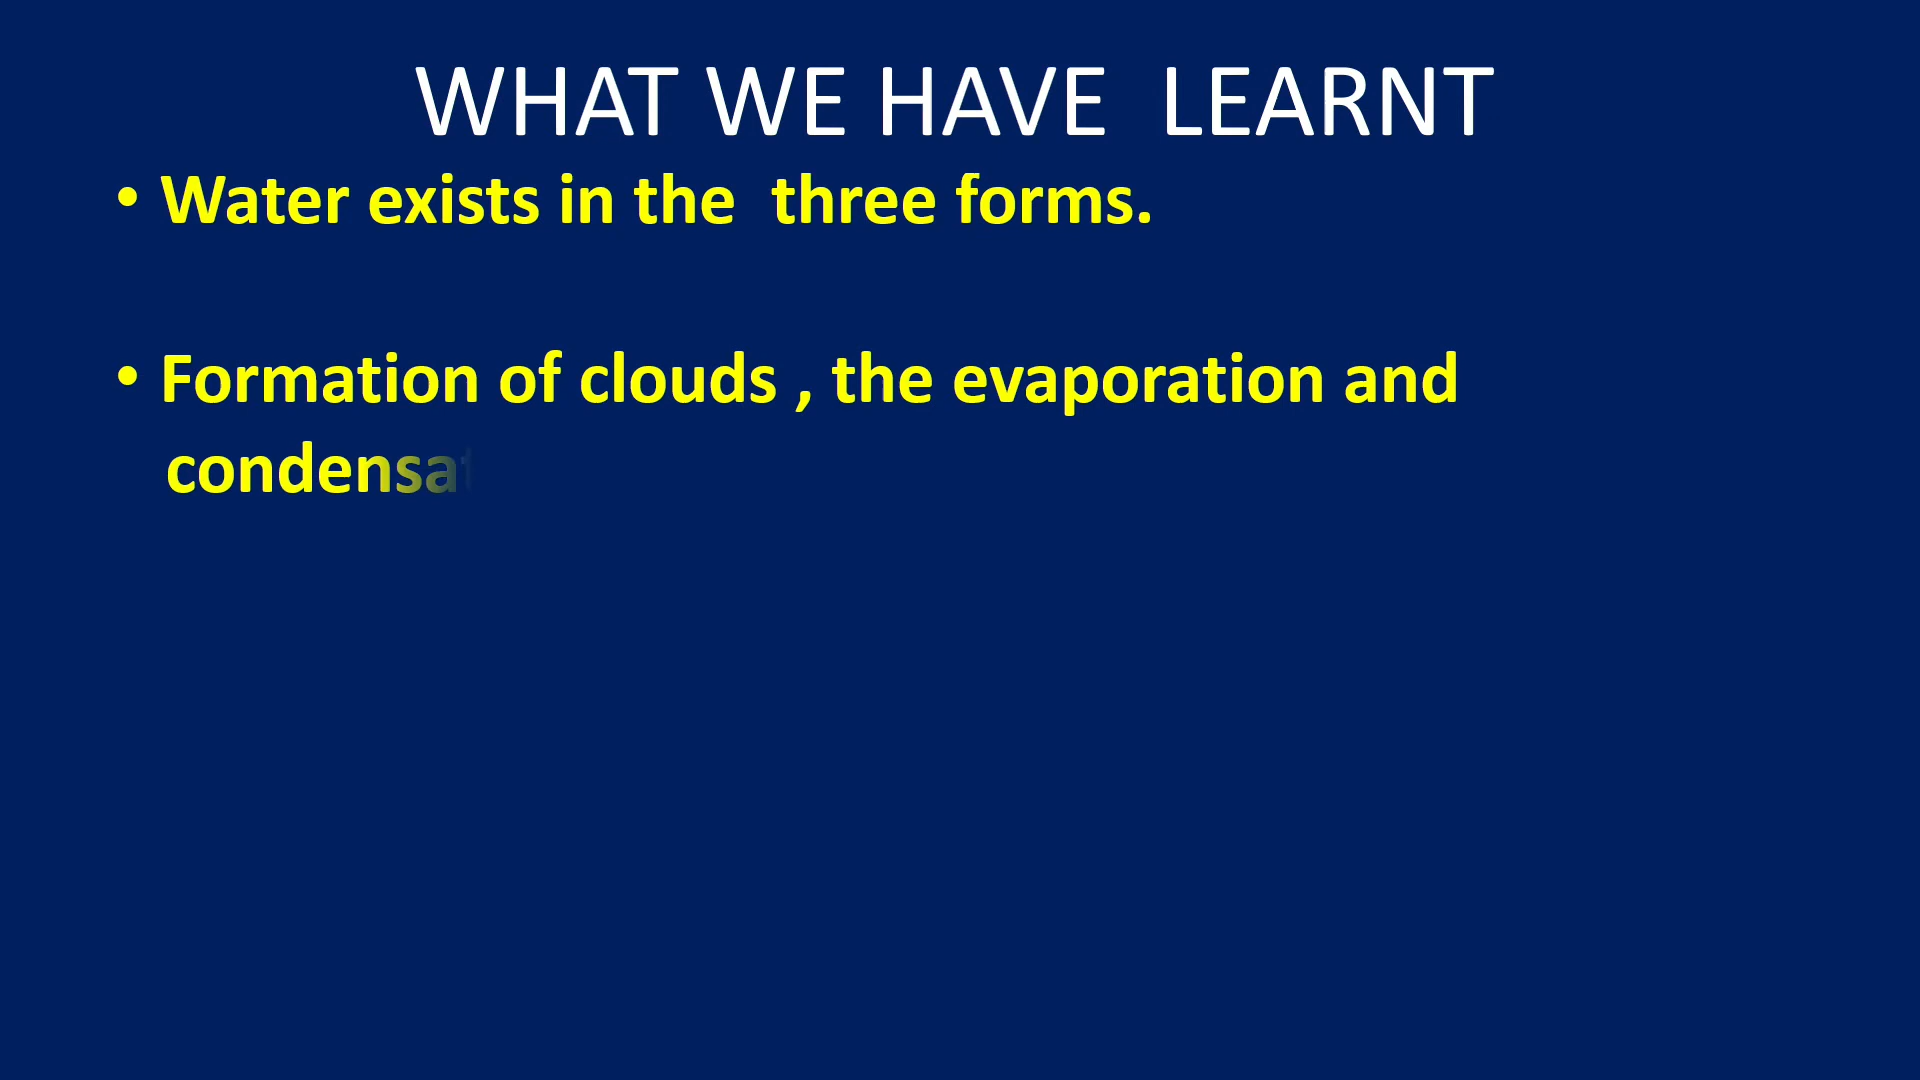 WHAT WE HAVE  LEARNT
• Water exists in the  three forms.
• Formation of clouds , the evaporation and
condensat